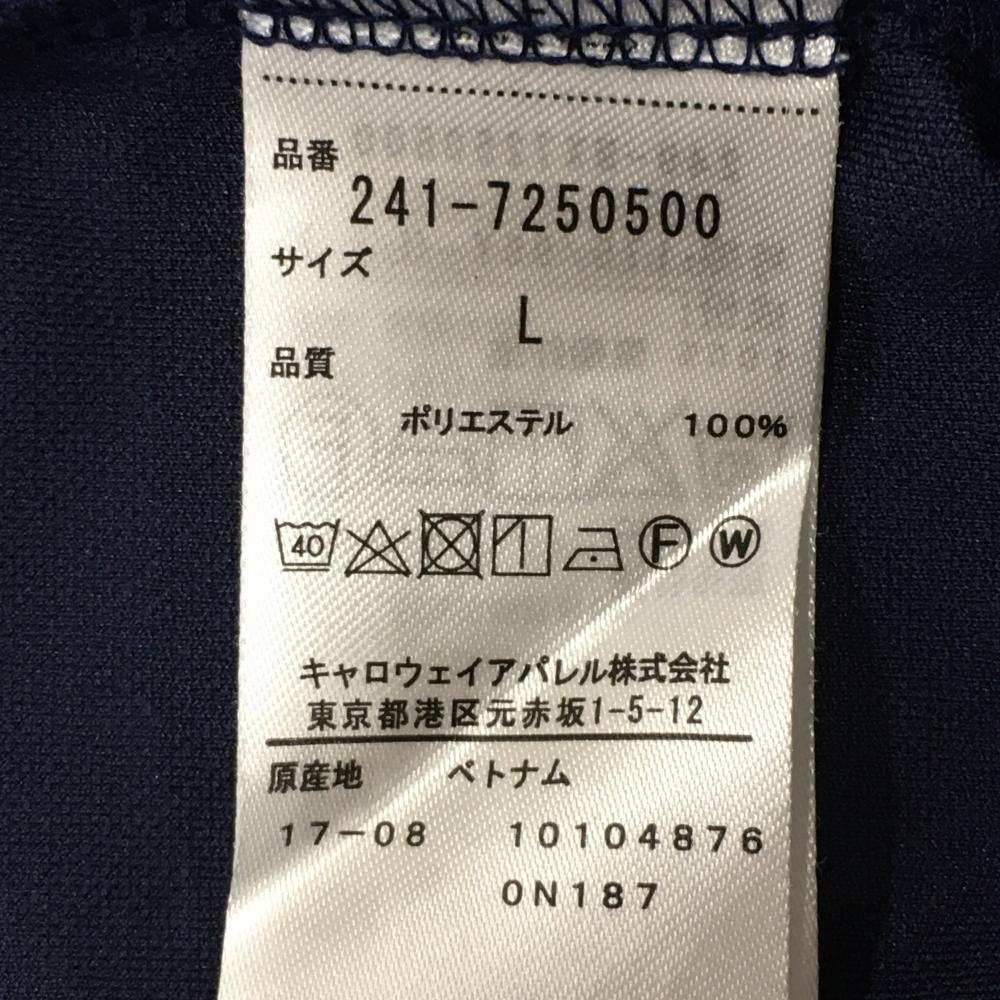 品番
241-7250500
サイズ
L
品質
ポリエステル 100%
40 F W
キャロウェイアパレル株式会社
東京都港区元赤坂1-5-12
原産地 ベトナム
17-08 10104876
0N187